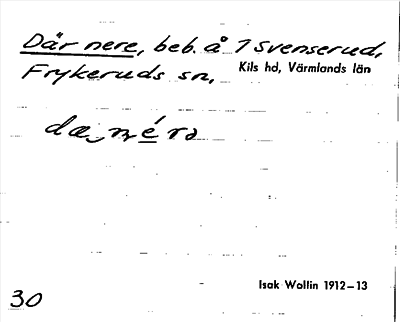 Där nere, beb. å 1 Svenserud,
Frykeruds sn, Kils hd, Värmlands län
Isak Wollin 1912–13
30